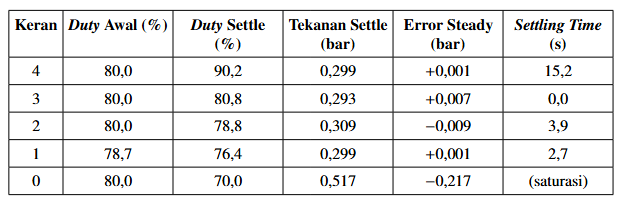 Keran Duty Awal (%) Duty Settle (%) Tekanan Settle (bar) Error Steady (bar) Settling Time (s)
4 80,0 90,2 0,299 +0,001 15,2
3 80,0 80,8 0,293 +0,007 0,0
2 80,0 78,8 0,309 −0,009 3,9
1 78,7 76,4 0,299 +0,001 2,7
0 80,0 70,0 0,517 −0,217 (saturasi)